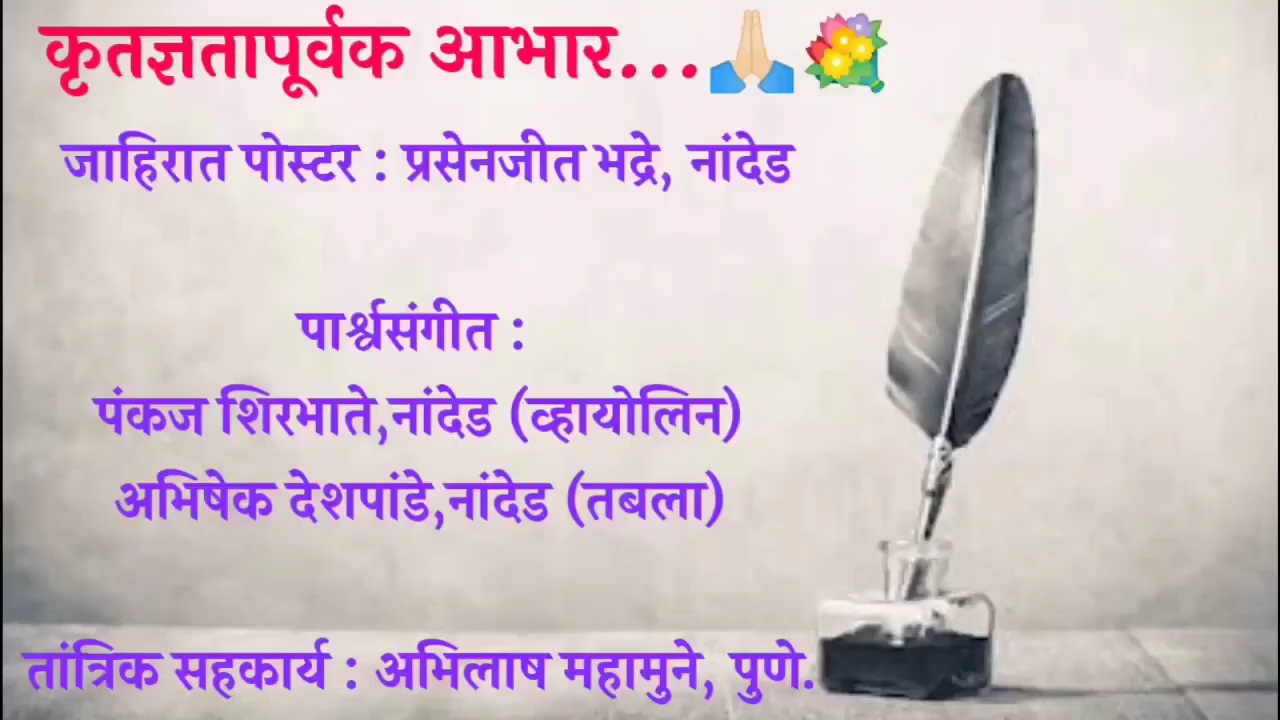 कृतज्ञतापूर्वक आभार...🙏🏻💐
जाहिरात पोस्टर : प्रसेनजीत भद्रे, नांदेड
पार्श्वसंगीत :
पंकज शिरभाते,नांदेड (व्हायोलिन)
अभिषेक देशपांडे,नांदेड (तबला)
तांत्रिक सहकार्य : अभिलाष महामुने, पुणे.